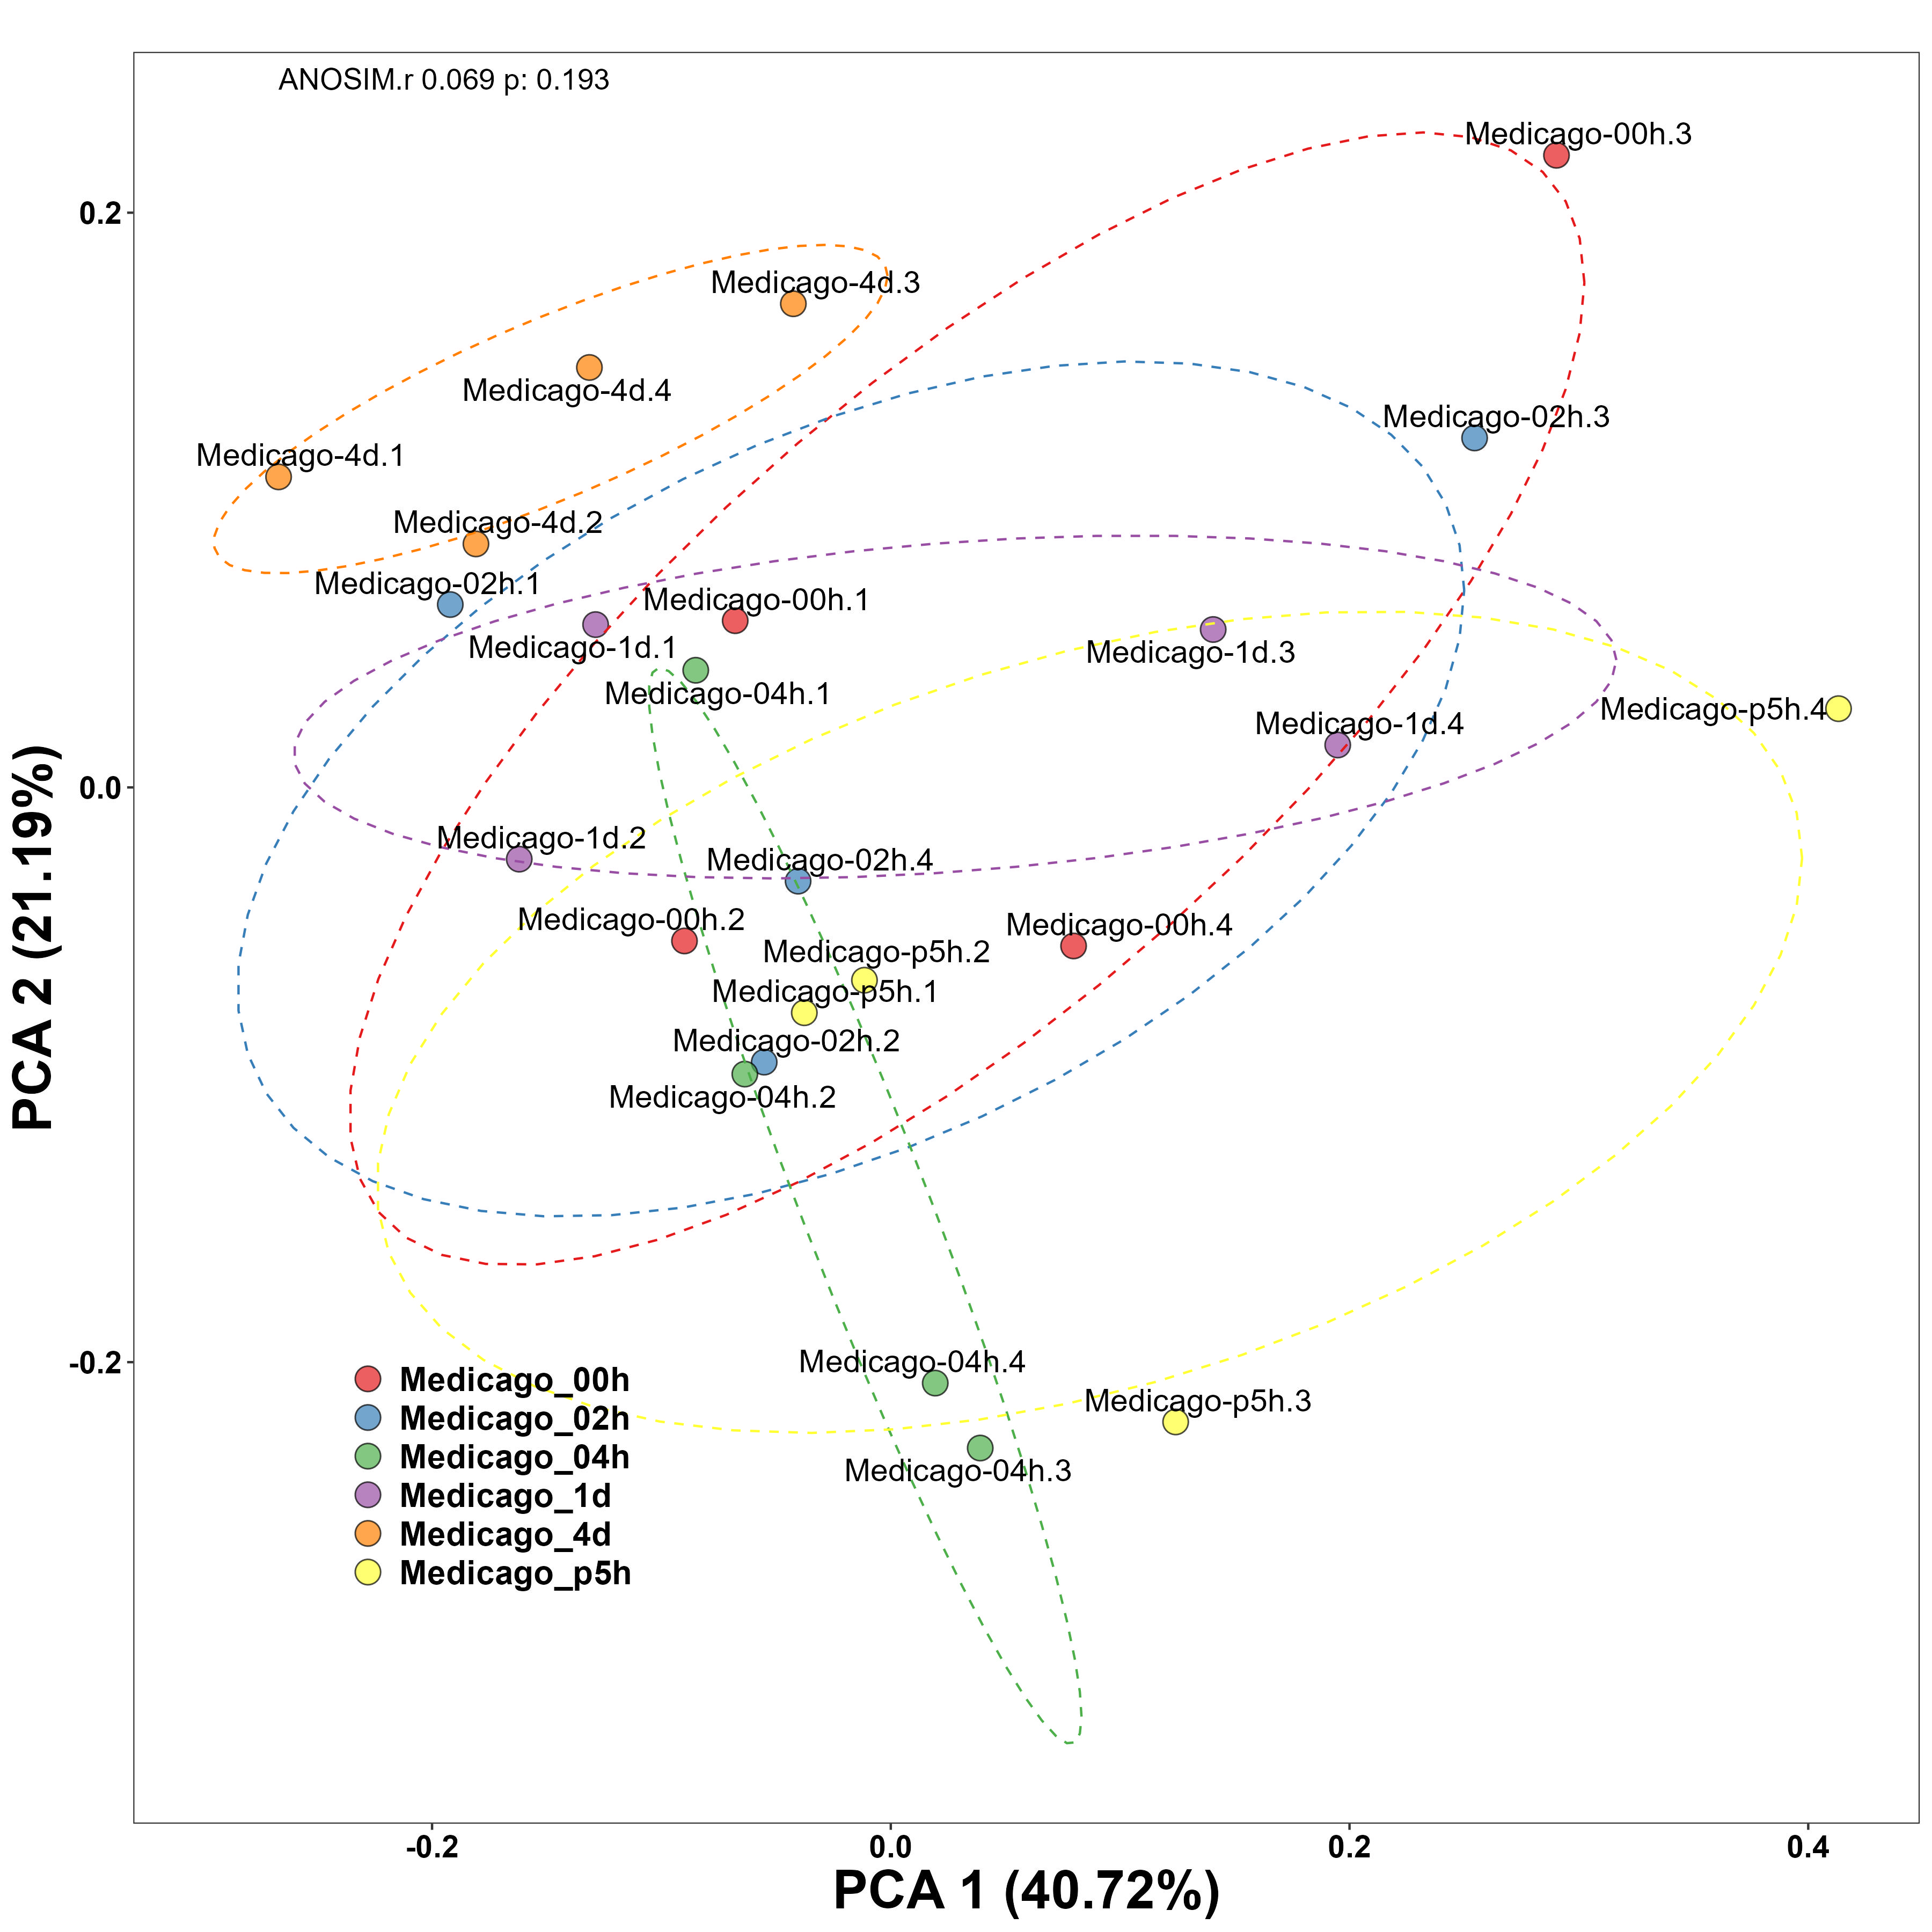 ANOSIM.r 0.069 p: 0.193
Medicago-00h.3
0.2
Medicago-4d.3
Medicago-4d.4
Medicago-02h.3
Medicago-4d.1
Medicago-4d.2
Medicago-02h.1
Medicago-00h.1
Medicago-1d.1
Medicago-1d.3
Medicago-04h.1
Medicago-p5h.4
Medicago-1d.4
0.0
Medicago-1d.2
Medicago-02h.4
Medicago-00h.2
Medicago-00h.4
Medicago-p5h.2
Medicago-p5h.1
Medicago-02h.2
Medicago-04h.2
PCA 2 (21.19%)
-0.2
Medicago-04h.4
Medicago-p5h.3
Medicago-04h.3
Medicago_00h
Medicago_02h
Medicago_04h
Medicago_1d
Medicago_4d
Medicago_p5h
-0.2 0.0 0.2 0.4
PCA 1 (40.72%)